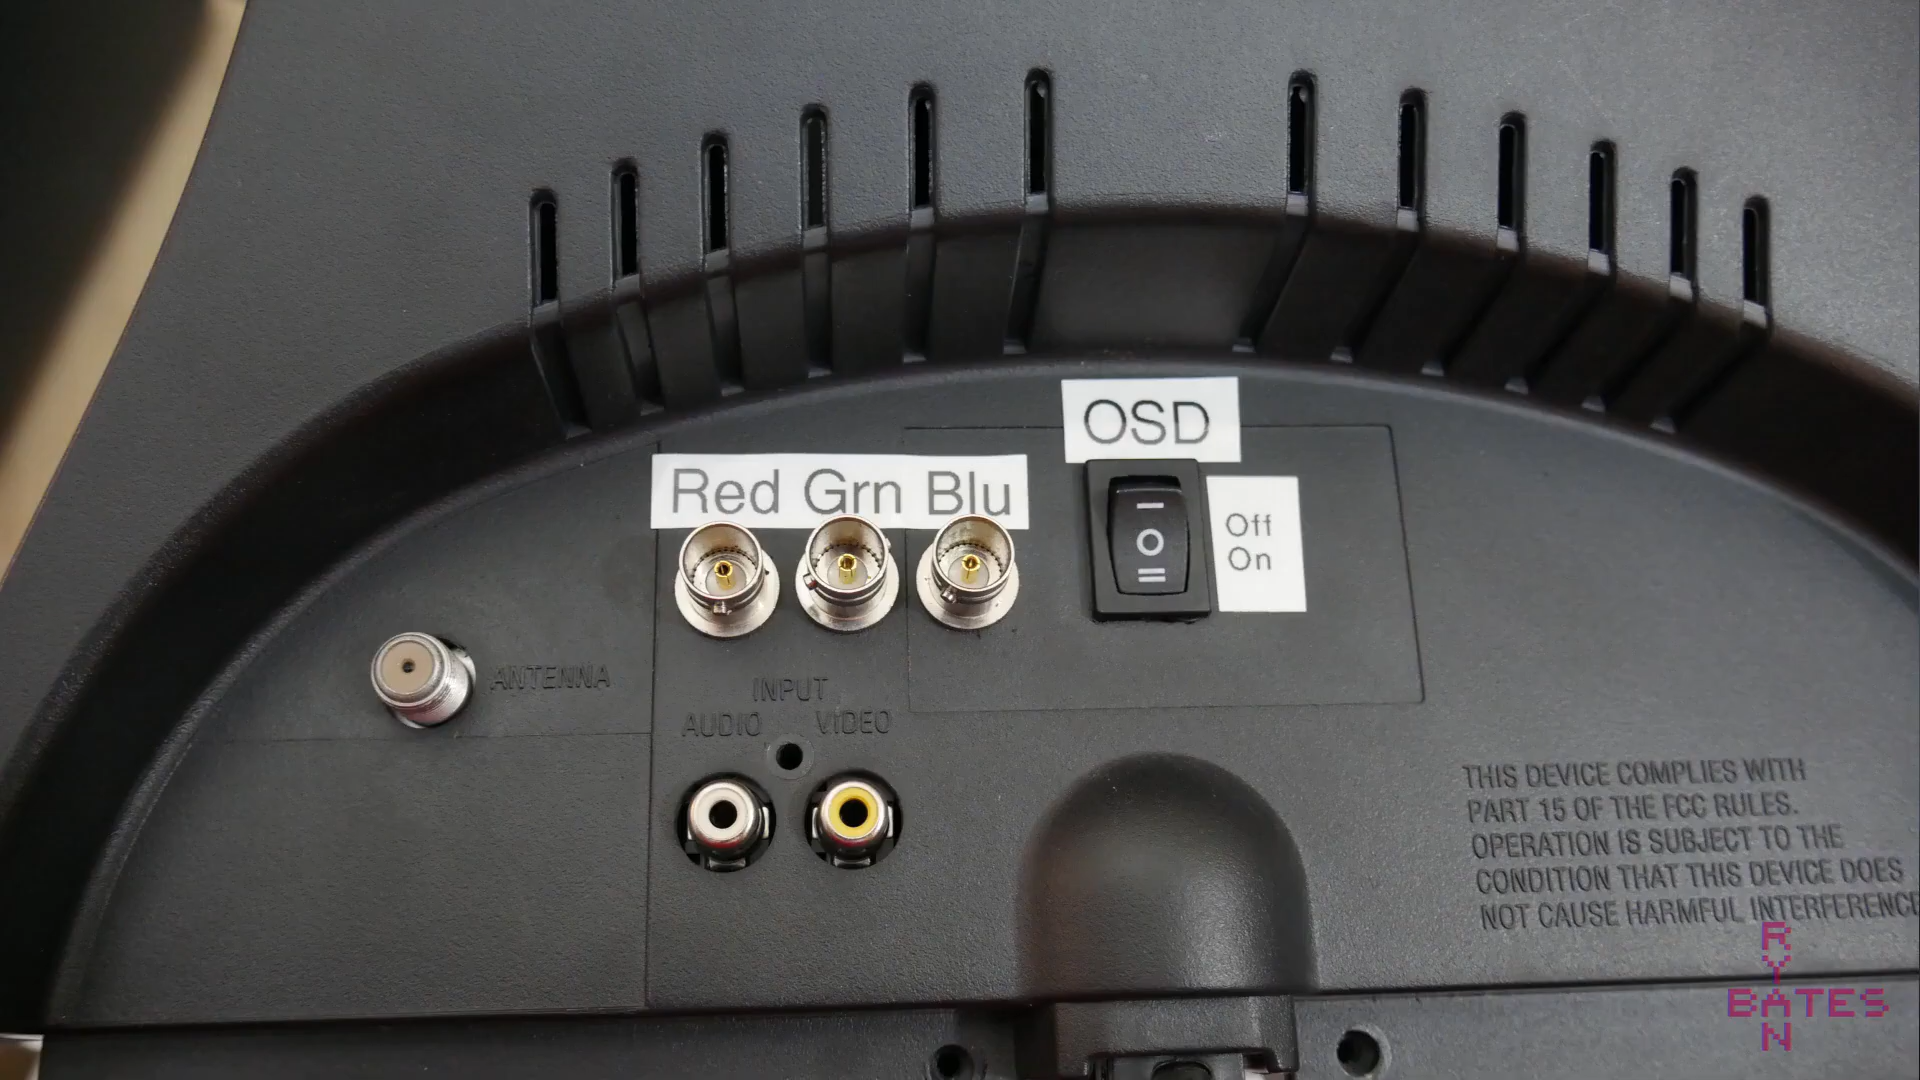 OSD
Red Grn Blu
Off
On
ANTENNA
INPUT
AUDIO VIDEO
THIS DEVICE COMPLIES WITH
PART 15 OF THE FCC RULES.
OPERATION IS SUBJECT TO THE
CONDITION THAT THIS DEVICE DOES
NOT CAUSE HARMFUL INTERFERENCE
RYAN
BATES